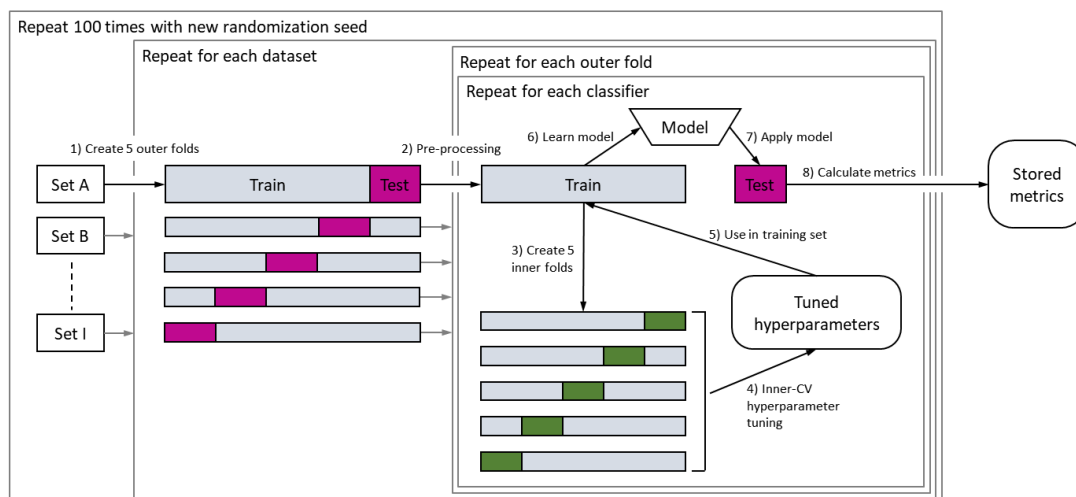 Repeat 100 times with new randomization seed
Repeat for each dataset
Repeat for each outer fold
Repeat for each classifier
1) Create 5 outer folds
2) Pre-processing
6) Learn model
Model
7) Apply model
Set A
Train
Test
Train
Test
8) Calculate metrics
Stored
metrics
Set B
3) Create 5
inner folds
5) Use in training set
Set I
Tuned
hyperparameters
4) Inner-CV
hyperparameter
tuning